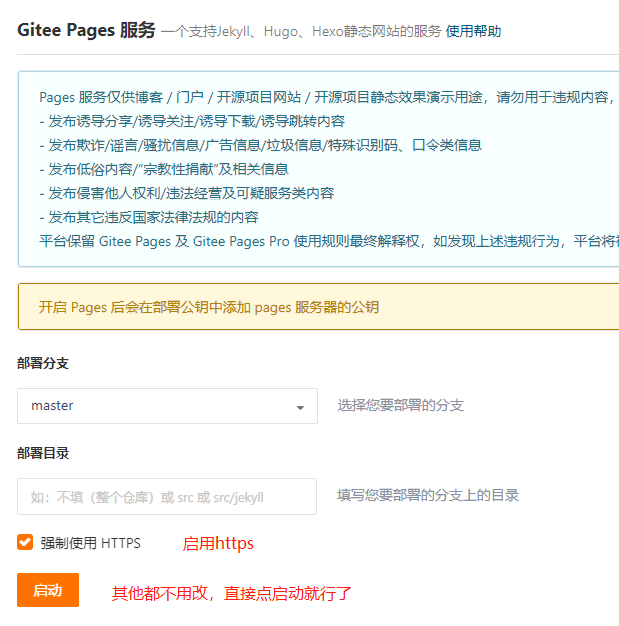 Gitee Pages 服务 一个支持Jekyll、Hugo、Hexo静态网站的服务 使用帮助
Pages 服务仅供博客 / 门户 / 开源项目网站 / 开源项目静态效果演示用途，请勿用于违规内容，
- 发布诱导分享/诱导关注/诱导下载/诱导跳转内容
- 发布欺诈/谣言/骚扰信息/广告信息/垃圾信息/特殊识别码、口令类信息
- 发布低俗内容/“宗教性捐献”及相关信息
- 发布侵害他人权利/违法经营及可疑服务类内容
- 发布其它违反国家法律法规的内容
平台保留 Gitee Pages 及 Gitee Pages Pro 使用规则最终解释权，如发现上述违规行为，平台将
开启 Pages 后会在部署公钥中添加 pages 服务器的公钥
部署分支
master 选择您要部署的分支
部署目录
如：不填（整个仓库）或 src 或 src/jekyll 填写您要部署的分支上的目录
强制使用 HTTPS 启用https
启动 其他都不用改，直接点启动就行了